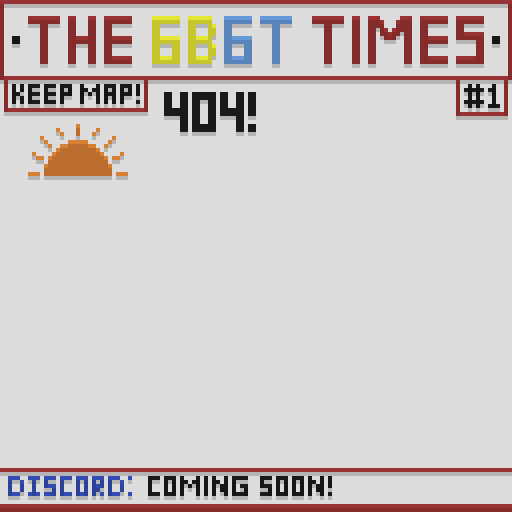 ·THE 6B6T TIMES·
KEEP MAP!
#1
404!
DISCORD: COMING SOON!